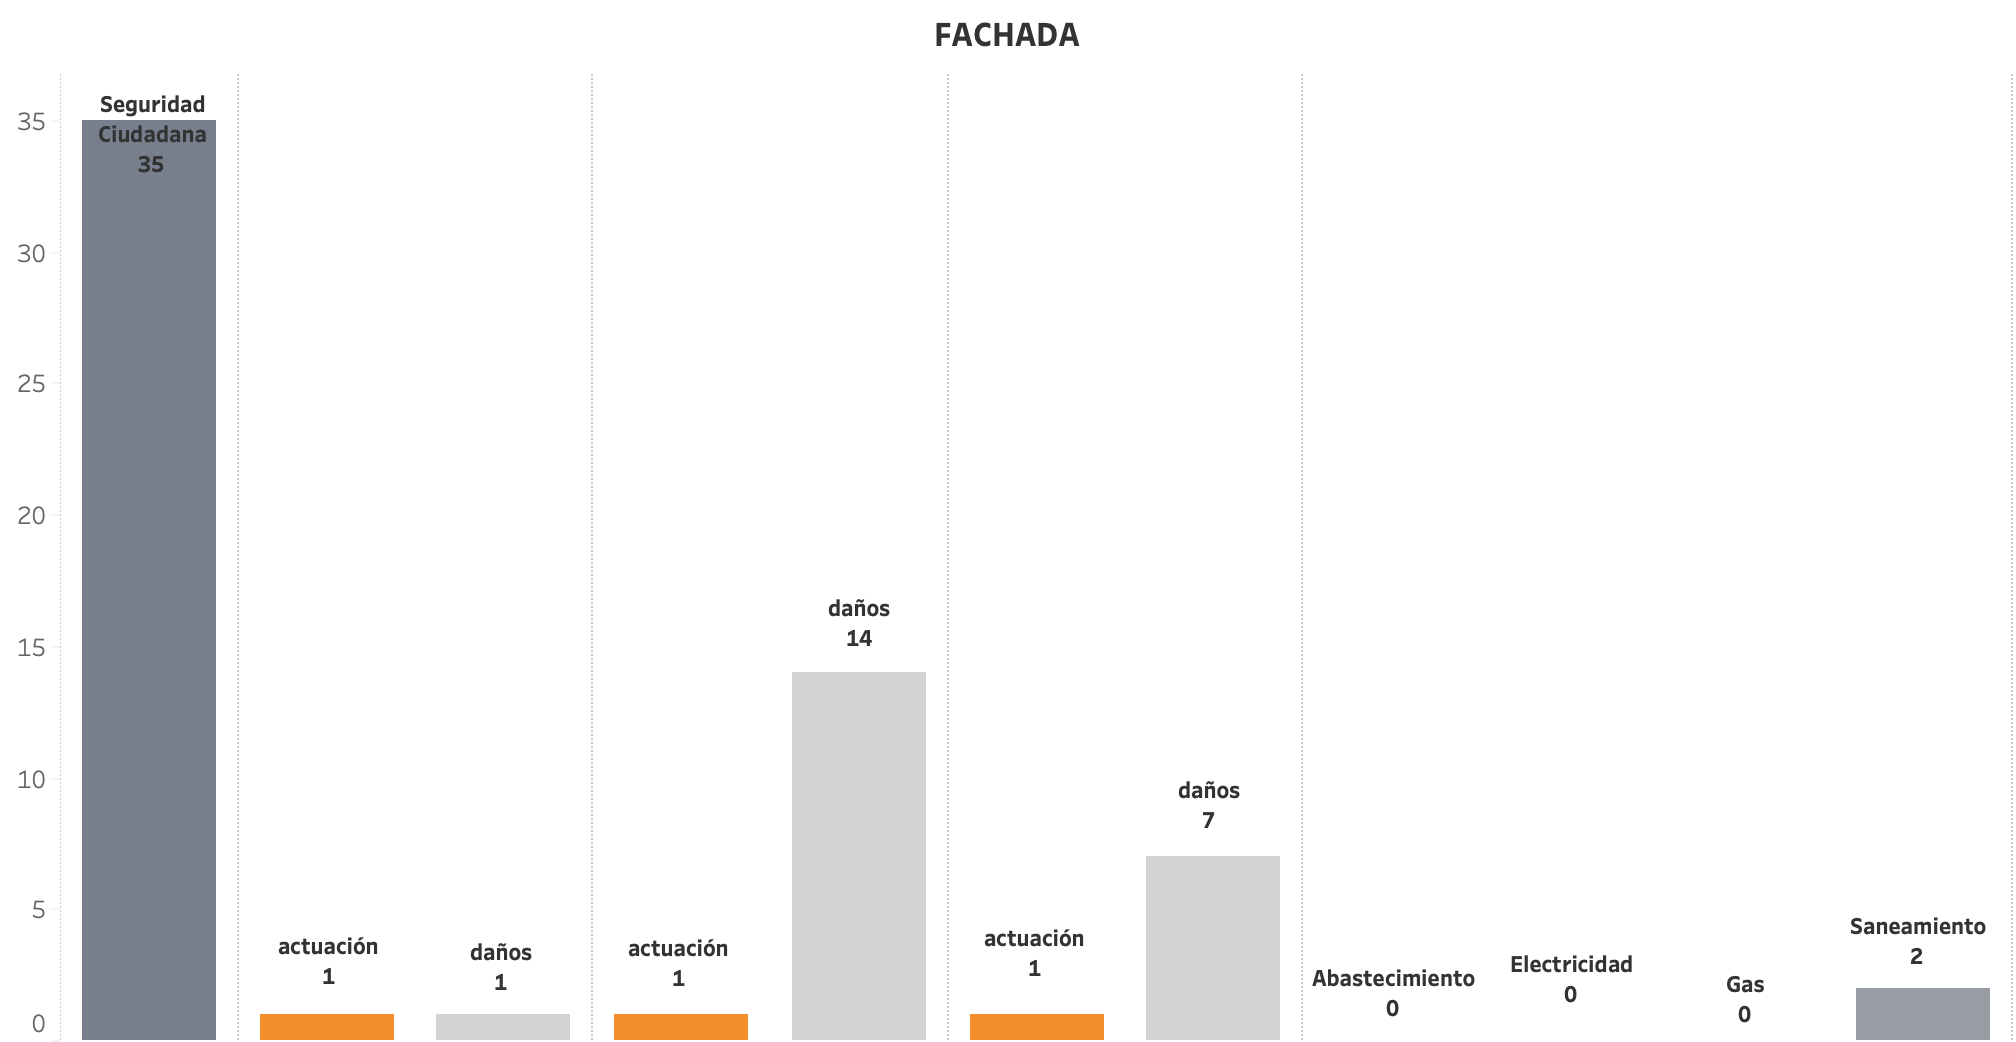 FACHADA
35
30
25
20
15
10
5
0
Seguridad
Ciudadana
35
actuación
1
daños
1
actuación
1
daños
14
actuación
1
daños
7
Abastecimiento
0
Electricidad
0
Gas
0
Saneamiento
2